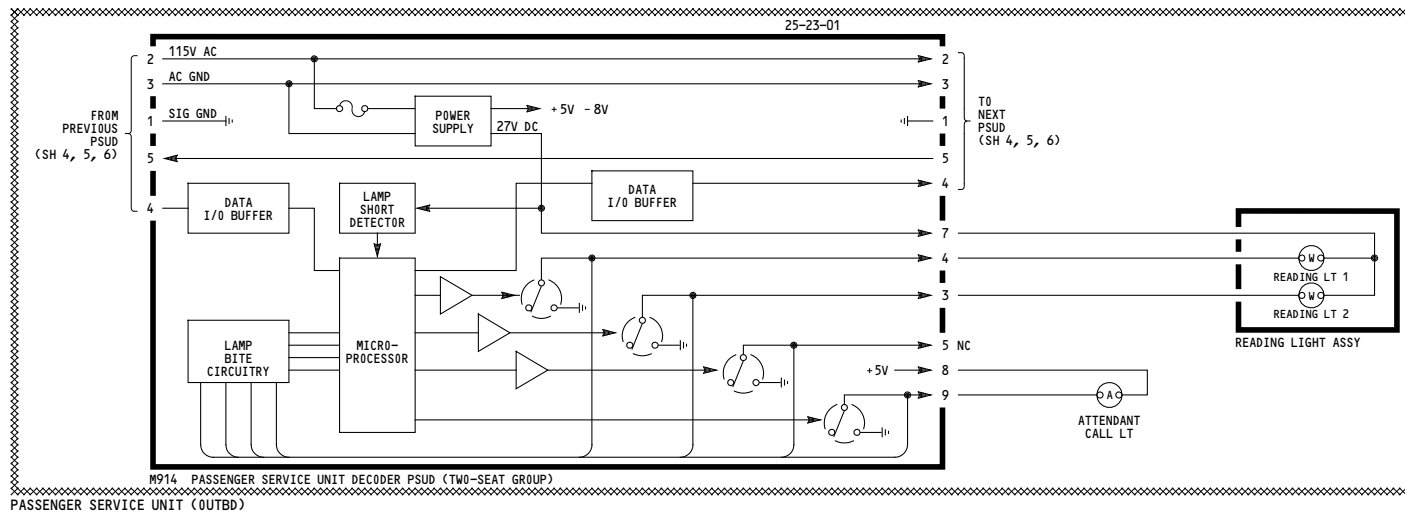 25-23-01
2 115V AC
3 AC GND
1 SIG GND
5
4
FROM
PREVIOUS
PSUD
(SH 4, 5, 6)
POWER
SUPPLY
+5V -8V
27V DC
2
3
1
5
4
TO
NEXT
PSUD
(SH 4, 5, 6)
DATA
I/O BUFFER
LAMP
SHORT
DETECTOR
DATA
I/O BUFFER
7
4
3
5 NC
+5V 8
9
LAMP
BITE
CIRCUITRY
MICRO-
PROCESSOR
W
READING LT 1
W
READING LT 2
READING LIGHT ASSY
A
ATTENDANT
CALL LT
M914 PASSENGER SERVICE UNIT DECODER PSUD (TWO-SEAT GROUP)
PASSENGER SERVICE UNIT (OUTBD)